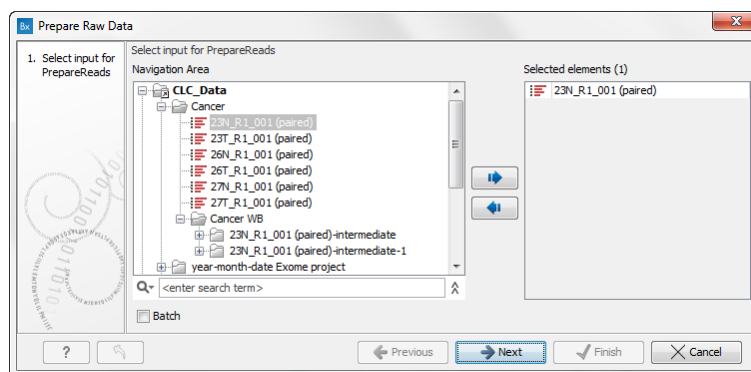 Bx Prepare Raw Data
X
1. Select input for
PrepareReads
Select input for PrepareReads
Navigation Area
CLC_Data
Cancer
23N_R1_001 (paired)
23T_R1_001 (paired)
26N_R1_001 (paired)
26T_R1_001 (paired)
27N_R1_001 (paired)
27T_R1_001 (paired)
Cancer WB
23N_R1_001 (paired)-intermediate
23N_R1_001 (paired)-intermediate-1
year-month-date Exome project
<enter search term>
Batch
Selected elements (1)
23N_R1_001 (paired)
?
Previous
Next
Finish
Cancel